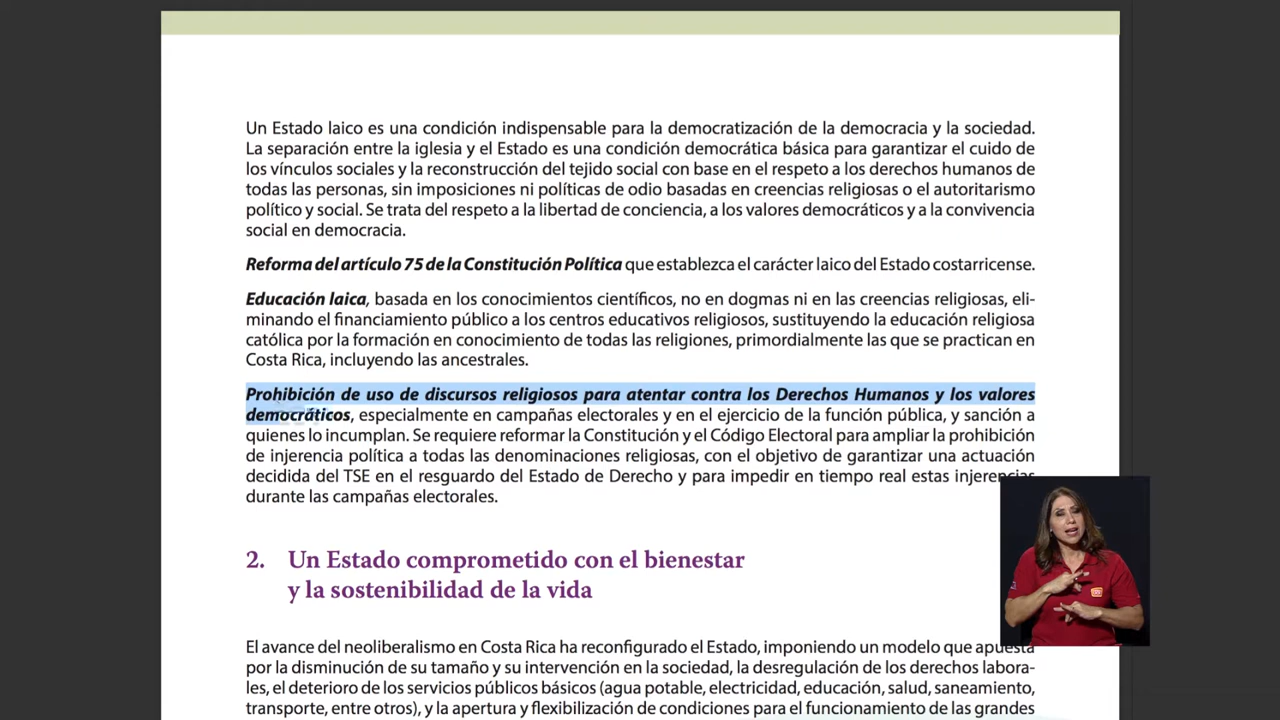 Un Estado laico es una condición indispensable para la democratización de la democracia y la sociedad.
La separación entre la iglesia y el Estado es una condición democrática básica para garantizar el cuido de
los vínculos sociales y la reconstrucción del tejido social con base en el respeto a los derechos humanos de
todas las personas, sin imposiciones ni políticas de odio basadas en creencias religiosas o el autoritarismo
político y social. Se trata del respeto a la libertad de conciencia, a los valores democráticos y a la convivencia
social en democracia.
Reforma del artículo 75 de la Constitución Política que establezca el carácter laico del Estado costarricense.
Educación laica, basada en los conocimientos científicos, no en dogmas ni en las creencias religiosas, eli-
minando el financiamiento público a los centros educativos religiosos, sustituyendo la educación religiosa
católica por la formación en conocimiento de todas las religiones, primordialmente las que se practican en
Costa Rica, incluyendo las ancestrales.
Prohibición de uso de discursos religiosos para atentar contra los Derechos Humanos y los valores
democráticos, especialmente en campañas electorales y en el ejercicio de la función pública, y sanción a
quienes lo incumplan. Se requiere reformar la Constitución y el Código Electoral para ampliar la prohibición
de injerencia política a todas las denominaciones religiosas, con el objetivo de garantizar una actuación
decidida del TSE en el resguardo del Estado de Derecho y para impedir en tiempo real estas injerencias
durante las campañas electorales.
2. Un Estado comprometido con el bienestar
y la sostenibilidad de la vida
El avance del neoliberalismo en Costa Rica ha reconfigurado el Estado, imponiendo un modelo que apuesta
por la disminución de su tamaño y su intervención en la sociedad, la desregulación de los derechos labora-
les, el deterioro de los servicios públicos básicos (agua potable, electricidad, educación, salud, saneamiento,
transporte, entre otros), y la apertura y flexibilización de condiciones para el funcionamiento de las grandes